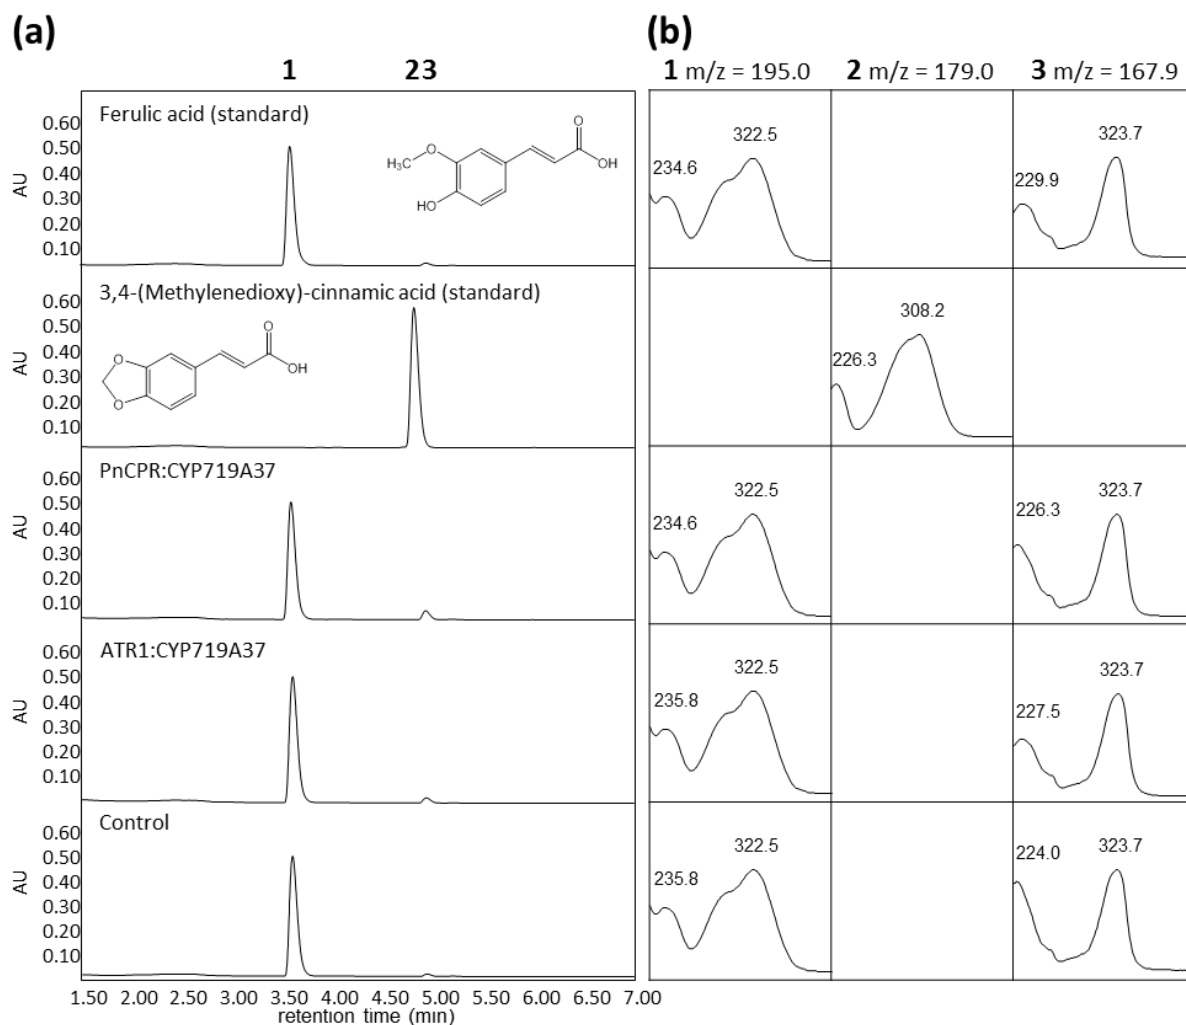 (a)
(b)
1
23
1 m/z = 195.0
2 m/z = 179.0
3 m/z = 167.9
Ferulic acid (standard)
0.60
0.50
0.40
0.30
0.20
0.10
AU
H₃C
O
HO
O
OH
322.5
234.6
323.7
229.9
3,4-(Methylenedioxy)-cinnamic acid (standard)
0.60
0.50
0.40
0.30
0.20
0.10
AU
O
O
O
OH
308.2
226.3
PnCPR:CYP719A37
0.60
0.50
0.40
0.30
0.20
0.10
AU
322.5
234.6
323.7
226.3
ATR1:CYP719A37
0.60
0.50
0.40
0.30
0.20
0.10
AU
322.5
235.8
323.7
227.5
Control
0.60
0.50
0.40
0.30
0.20
0.10
AU
322.5
235.8
323.7
224.0
1.50 2.00 2.50 3.00 3.50 4.00 4.50 5.00 5.50 6.00 6.50 7.00
retention time (min)